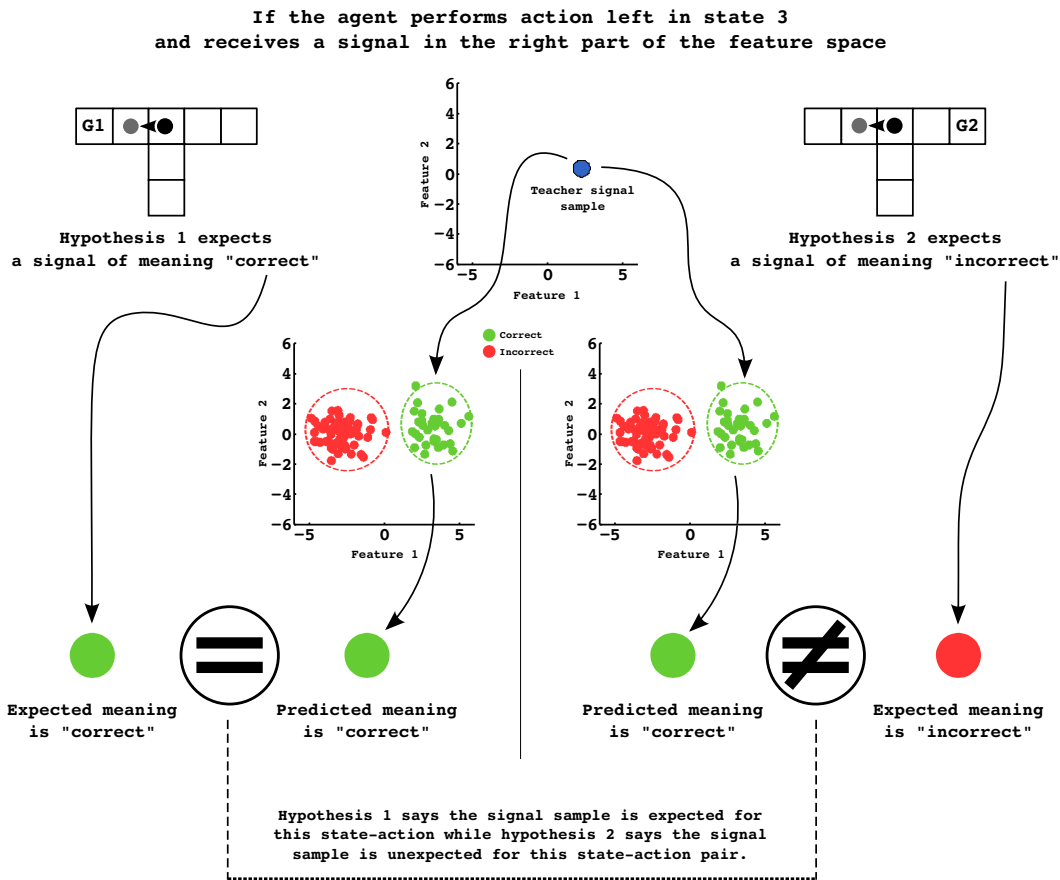 If the agent performs action left in state 3
and receives a signal in the right part of the feature space
G1
Hypothesis 1 expects
a signal of meaning "correct"
6
4
2
0
−2
−4
−6
−5
0
5
Feature 2
Feature 1
Teacher signal
sample
G2
Hypothesis 2 expects
a signal of meaning "incorrect"
Correct
Incorrect
6
4
2
0
−2
−4
−6
−5
0
5
Feature 2
Feature 1
6
4
2
0
−2
−4
−6
−5
0
5
Feature 2
Feature 1
Expected meaning
is "correct"
Predicted meaning
is "correct"
Predicted meaning
is "correct"
Expected meaning
is "incorrect"
Hypothesis 1 says the signal sample is expected for
this state-action while hypothesis 2 says the signal
sample is unexpected for this state-action pair.